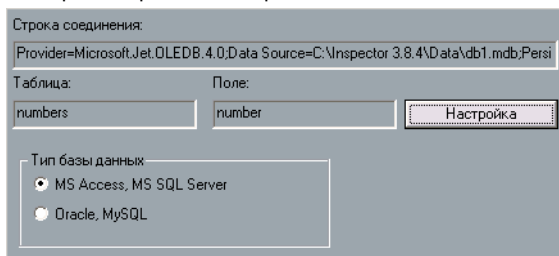 Строка соединения:
Provider=Microsoft.Jet.OLEDB.4.0;Data Source=C:\Inspector 3.8.4\Data\db1.mdb;Persi
Таблица: Поле:
numbers number Настройка
Тип базы данных
MS Access, MS SQL Server
Oracle, MySQL